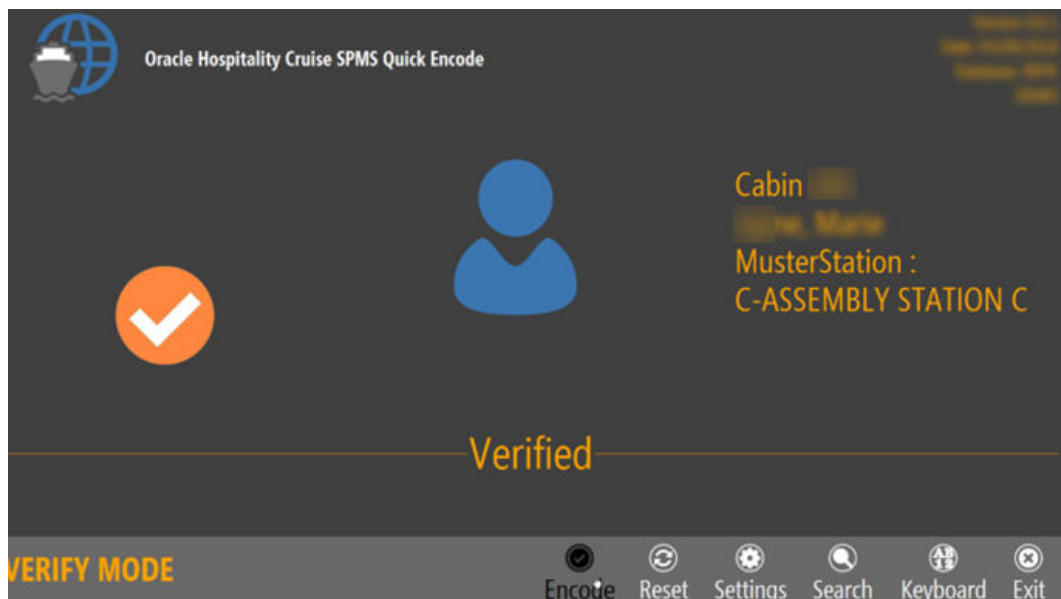 Oracle Hospitality Cruise SPMS Quick Encode
Cabin
Marie
MusterStation :
C-ASSEMBLY STATION C
Verified
VERIFY MODE
Encode
Reset
Settings
Search
Keyboard
Exit